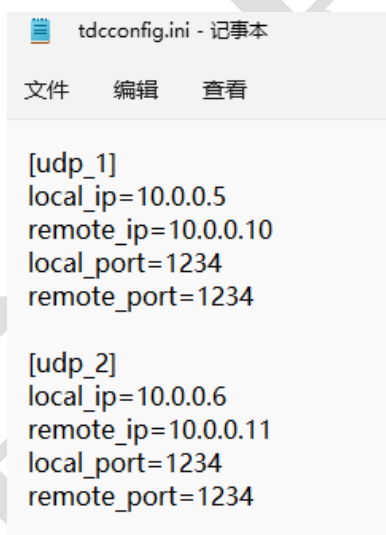 tdcconfig.ini - 记事本
文件 编辑 查看
[udp_1]
local_ip=10.0.0.5
remote_ip=10.0.0.10
local_port=1234
remote_port=1234
[udp_2]
local_ip=10.0.0.6
remote_ip=10.0.0.11
local_port=1234
remote_port=1234